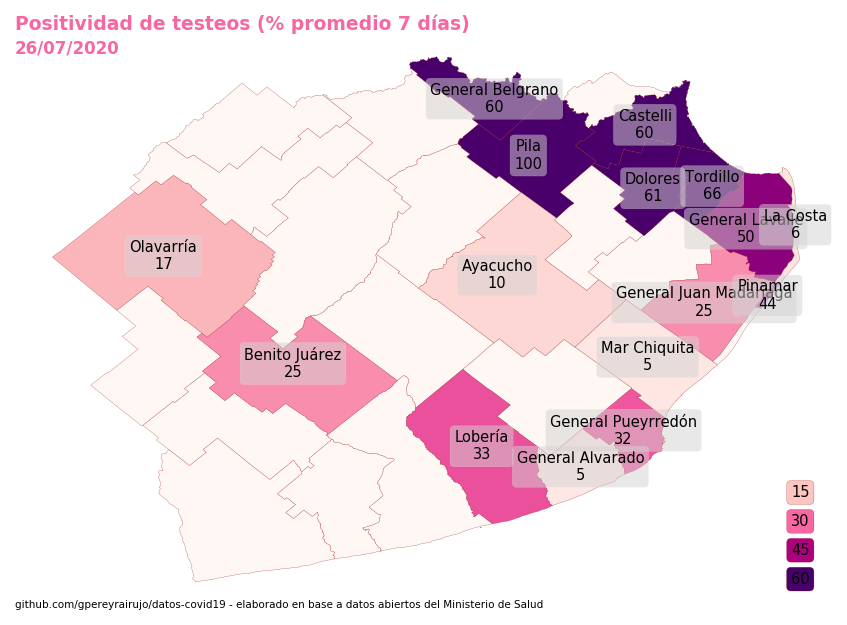 Positividad de testeos (% promedio 7 días)
26/07/2020
General Belgrano
60
Castelli
60
Pila
100
Dolores
61
Tordillo
66
General Lavalle
50
La Costa
6
Olavarría
17
Ayacucho
10
Pinamar
44
General Juan Madariaga
25
Mar Chiquita
5
Benito Juárez
25
General Pueyrredón
32
Lobería
33
General Alvarado
5
15
30
45
60
github.com/gpereyrairujo/datos-covid19 - elaborado en base a datos abiertos del Ministerio de Salud